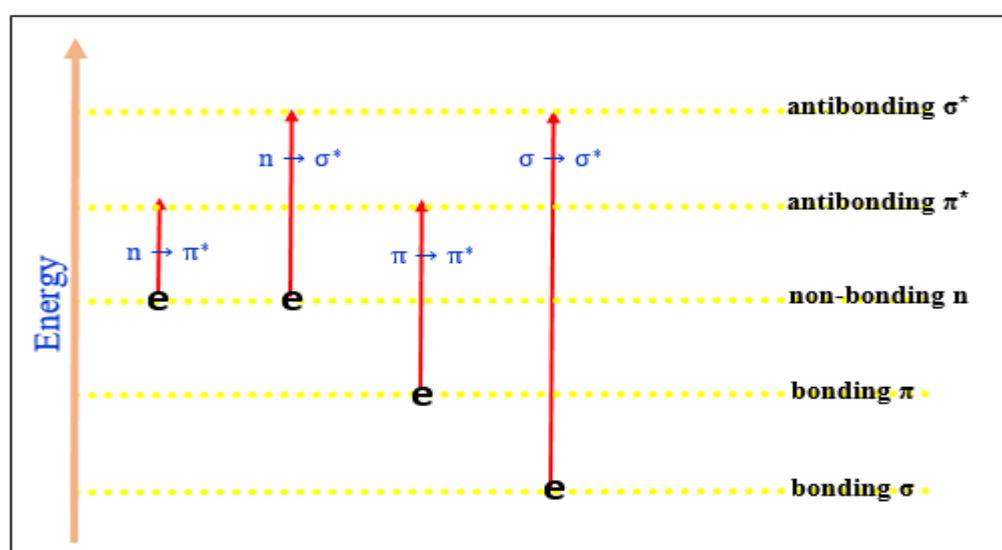 antibonding σ*
n → σ*
σ → σ*
antibonding π*
n → π*
π → π*
e
e
non-bonding n
Energy
e
bonding π
e
bonding σ